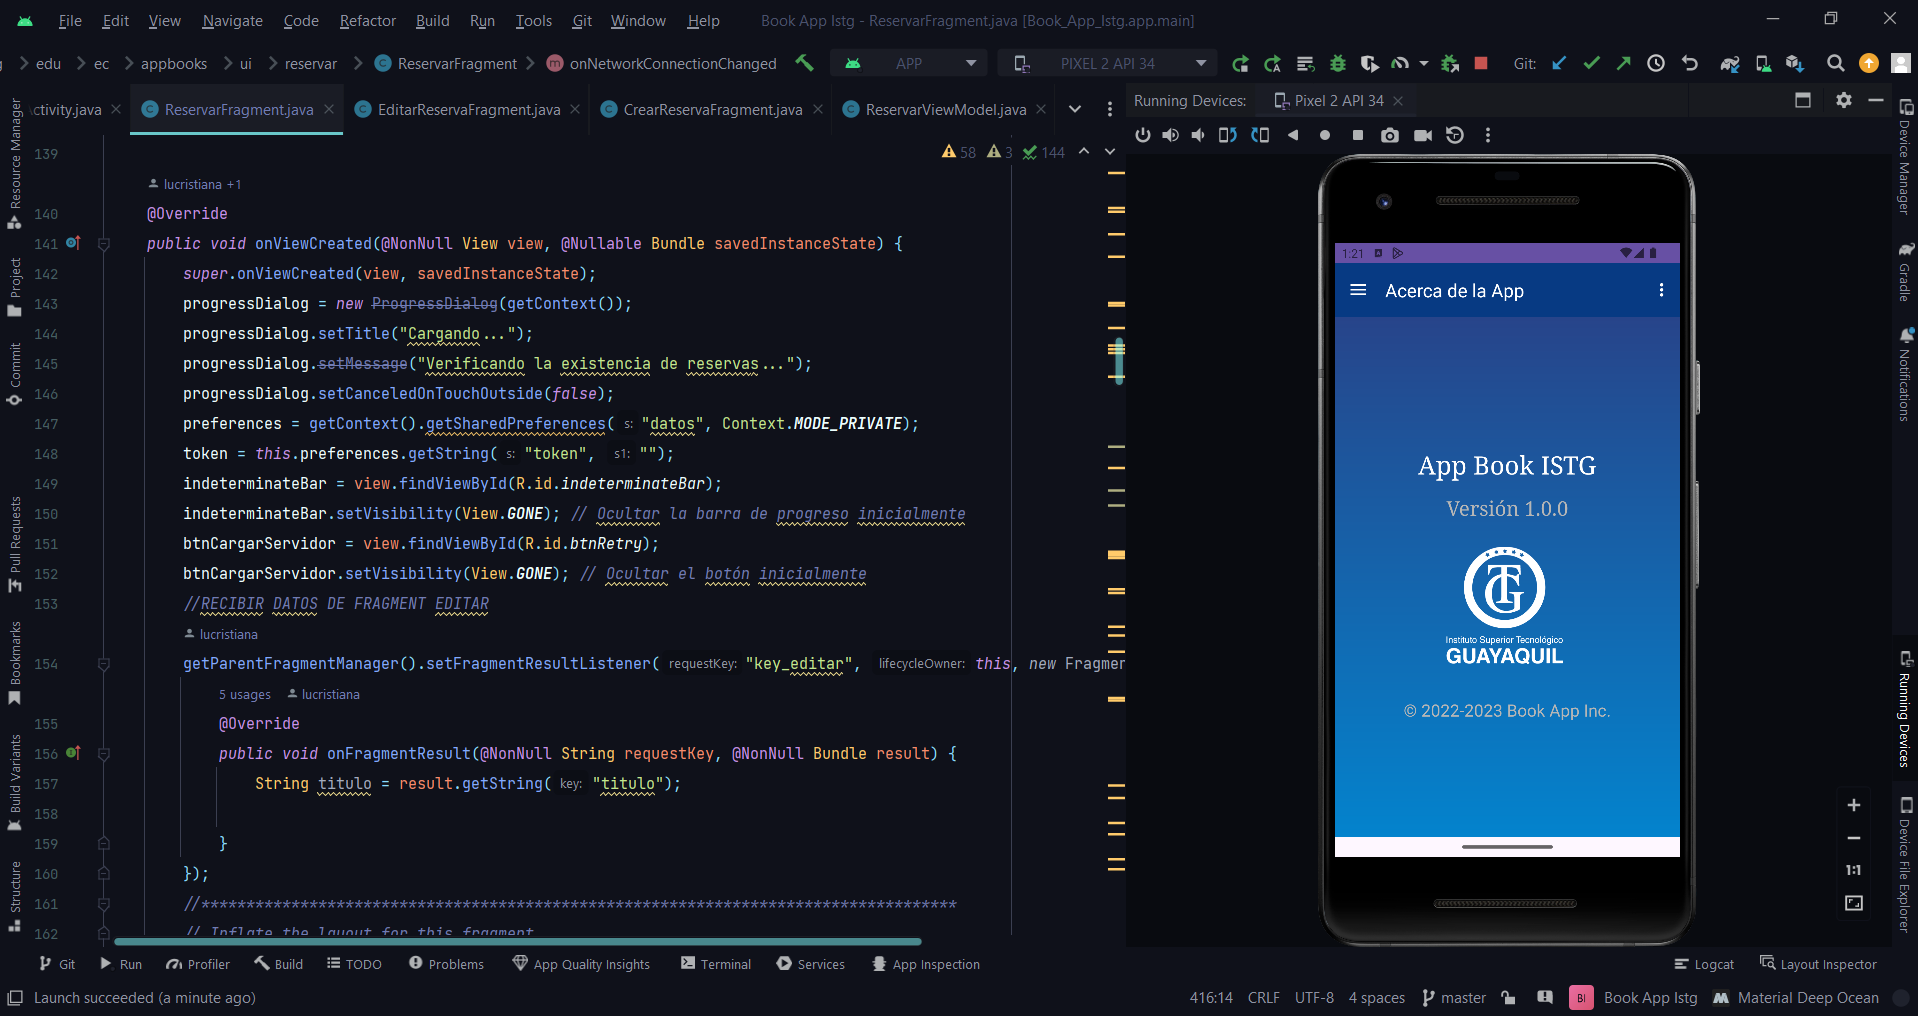 File Edit View Navigate Code Refactor Build Run Tools Git Window Help Book App Istg - ReservarFragment.java [Book_App_Istg.app.main]
edu ec appbooks ui reservar ReservarFragment onNetworkConnectionChanged APP PIXEL 2 API 34 Git:
ctivity.java ReservarFragment.java EditarReservaFragment.java CrearReservaFragment.java ReservarViewModel.java
58 3 144
139
lucristiana +1
140 @Override
141 public void onViewCreated(@NonNull View view, @Nullable Bundle savedInstanceState) {
142 super.onViewCreated(view, savedInstanceState);
143 progressDialog = new ProgressDialog(getContext());
144 progressDialog.setTitle("Cargando...");
145 progressDialog.setMessage("Verificando la existencia de reservas...");
146 progressDialog.setCanceledOnTouchOutside(false);
147 preferences = getContext().getSharedPreferences( s: "datos", Context.MODE_PRIVATE);
148 token = this.preferences.getString( s: "token", s1: "");
149 indeterminateBar = view.findViewById(R.id.indeterminateBar);
150 indeterminateBar.setVisibility(View.GONE); // Ocultar la barra de progreso inicialmente
151 btnCargarServidor = view.findViewById(R.id.btnRetry);
152 btnCargarServidor.setVisibility(View.GONE); // Ocultar el botón inicialmente
153 //RECIBIR DATOS DE FRAGMENT EDITAR
lucristiana
154 getParentFragmentManager().setFragmentResultListener( requestKey: "key_editar", lifecycleOwner: this, new Fragmen
5 usages lucristiana
155 @Override
156 public void onFragmentResult(@NonNull String requestKey, @NonNull Bundle result) {
157 String titulo = result.getString( key: "titulo");
158
159 }
160 });
161 //************************************************************************************
162 // Inflate the layout for this fragment
Resource Manager
Project
Commit
Pull Requests
Bookmarks
Build Variants
Structure
Running Devices: Pixel 2 API 34
1:21
Acerca de la App
App Book ISTG
Versión 1.0.0
TG
Instituto Superior Tecnológico
GUAYAQUIL
© 2022-2023 Book App Inc.
1:1
Device Manager
Gradle
Notifications
Running Devices
Device File Explorer
Git Run Profiler Build TODO Problems App Quality Insights Terminal Services App Inspection Logcat Layout Inspector
Launch succeeded (a minute ago) 416:14 CRLF UTF-8 4 spaces master BI Book App Istg Material Deep Ocean